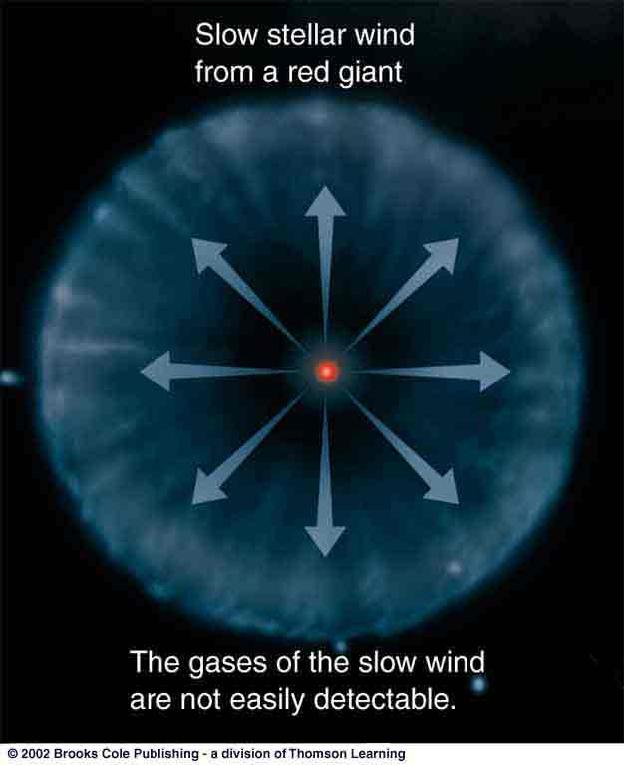 Slow stellar wind
from a red giant
The gases of the slow wind
are not easily detectable.
© 2002 Brooks Cole Publishing - a division of Thomson Learning